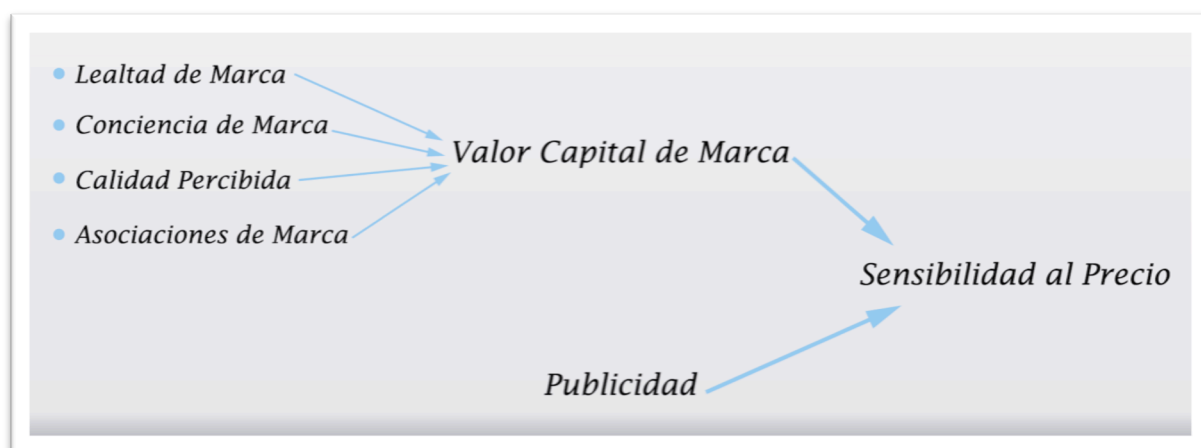 Lealtad de Marca
Conciencia de Marca
Valor Capital de Marca
Calidad Percibida
Asociaciones de Marca
Sensibilidad al Precio
Publicidad